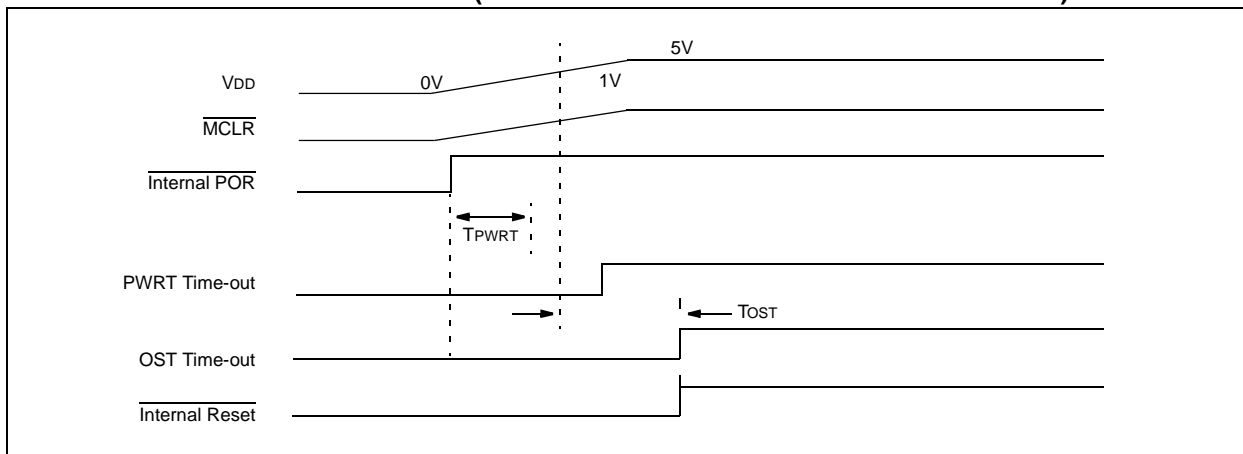 5V
VDD 0V 1V
MCLR
Internal POR
TPWRT
PWRT Time-out
TOST
OST Time-out
Internal Reset